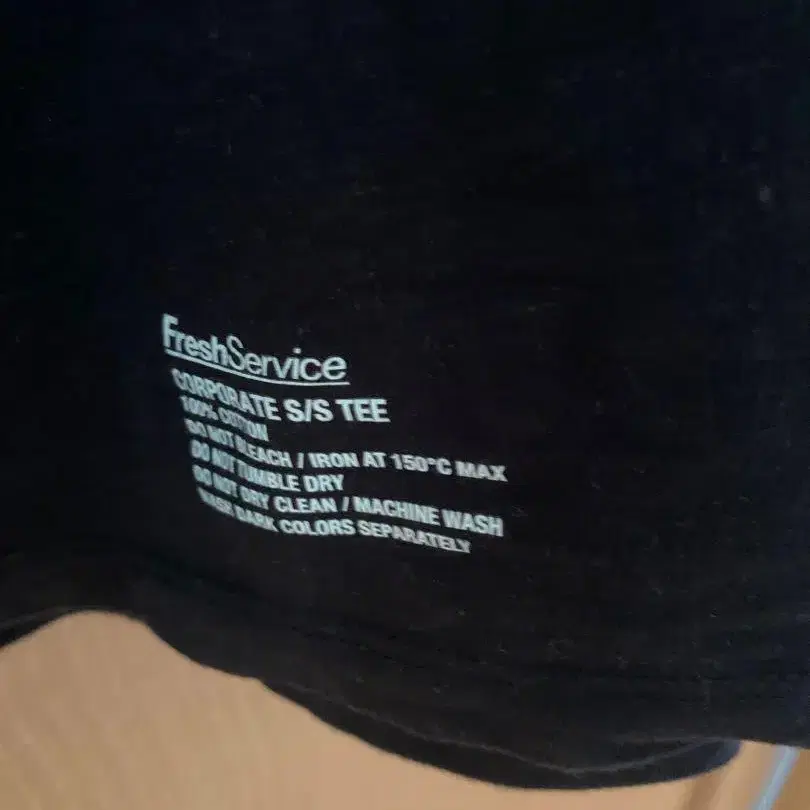 FreshService
CORPORATE S/S TEE
100% COTTON
DO NOT BLEACH / IRON AT 150°C MAX
DO NOT TUMBLE DRY
DO NOT DRY CLEAN / MACHINE WASH
WASH DARK COLORS SEPARATELY